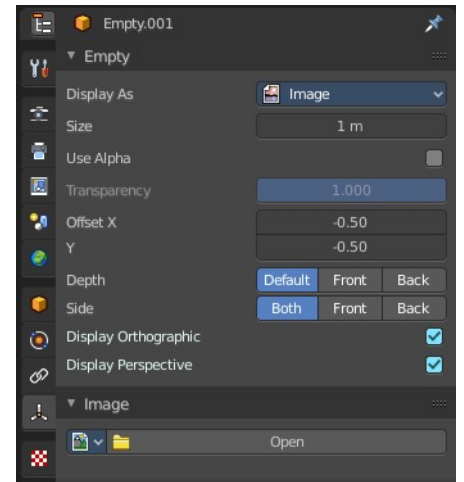 Empty.001
Empty
Display As Image
Size 1 m
Use Alpha
Transparency 1.000
Offset X -0.50
Y -0.50
Depth Default Front Back
Side Both Front Back
Display Orthographic
Display Perspective
Image
Open